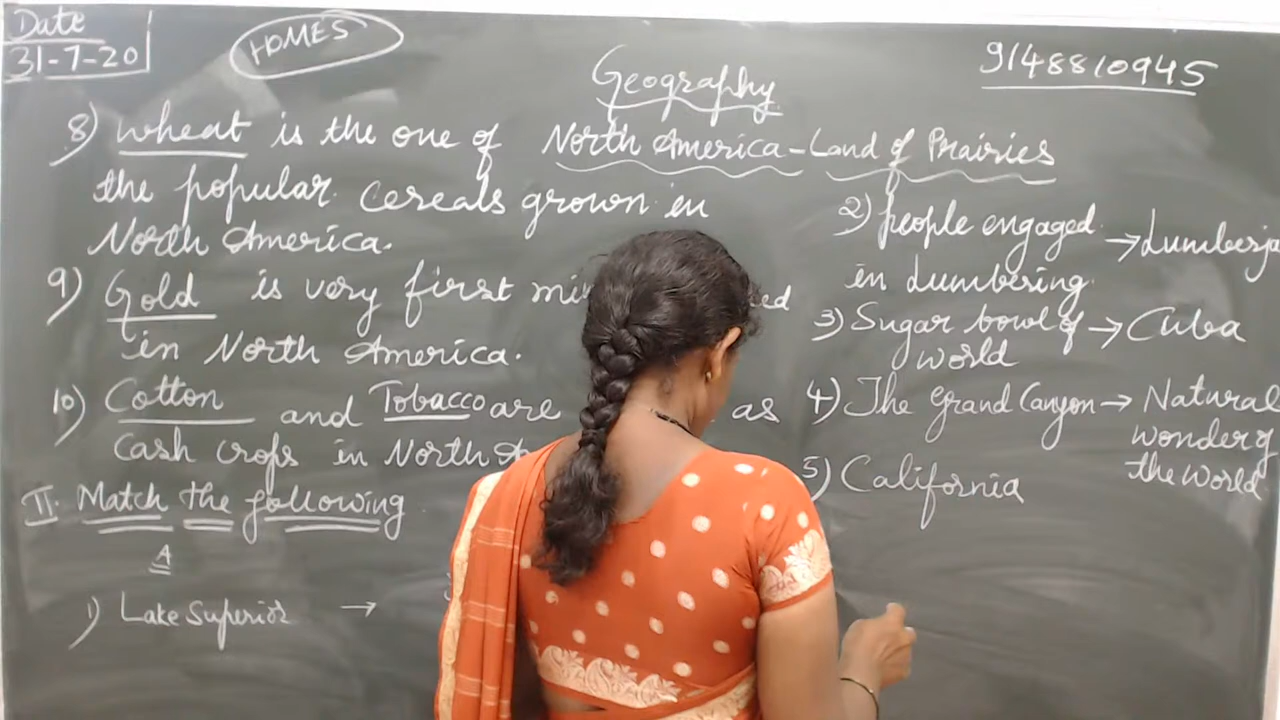 Date
31-7-20
HOMES
9148810945
Geography
North America - Land of Prairies
8) Wheat is the one of
the popular cereals grown in
North America.
9) Gold is very first
in North America.
10) Cotton and Tobacco are as
cash crops in North
II. Match the following
A
1) Lake Superior →
2) people engaged → Lumberja
in Lumbering.
3) Sugar bowl of → Cuba
world
4) The Grand Canyon → Natural
wonder of
the world
5) California